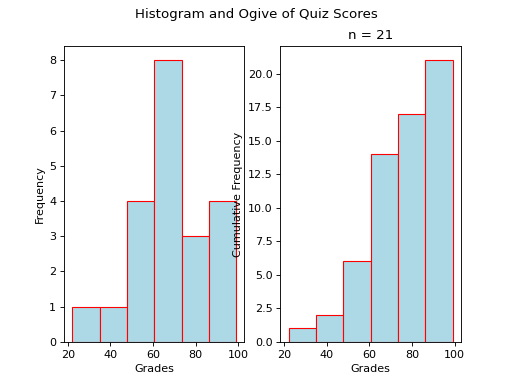 Histogram and Ogive of Quiz Scores
n = 21
Frequency
8
7
6
5
4
3
2
1
0
20 40 60 80 100
Grades
Cumulative Frequency
20.0
17.5
15.0
12.5
10.0
7.5
5.0
2.5
0.0
20 40 60 80 100
Grades